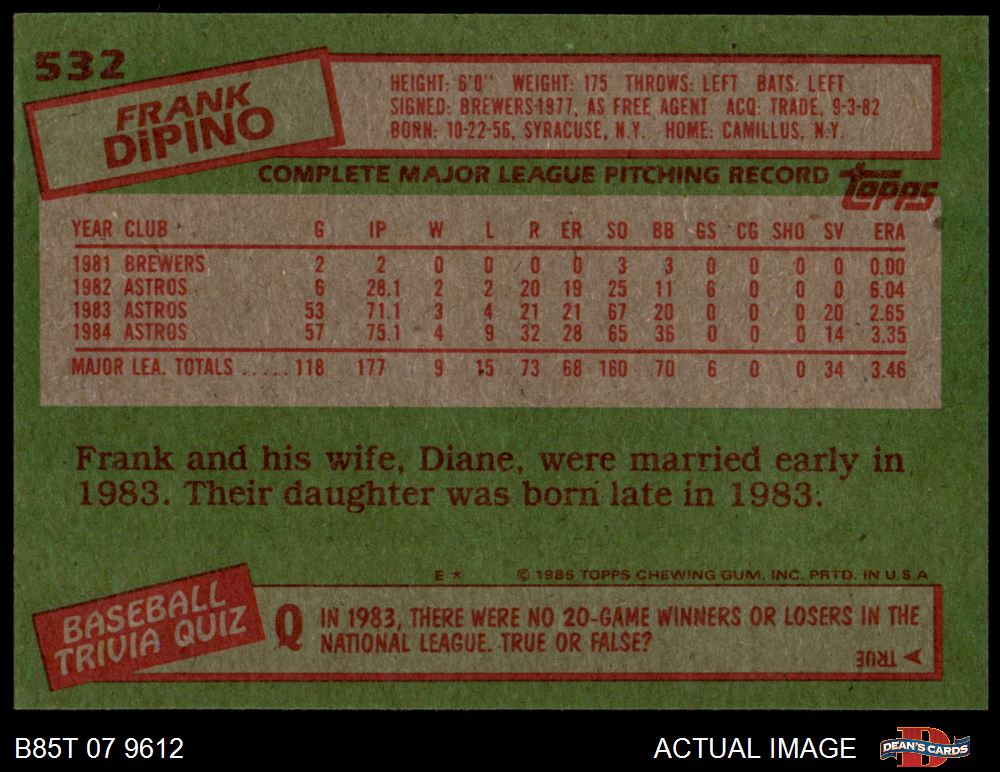 532
FRANK
DiPINO
HEIGHT: 6'0" WEIGHT: 175 THROWS: LEFT BATS: LEFT
SIGNED: BREWERS-1977, AS FREE AGENT ACQ: TRADE, 9-3-82
BORN: 10-22-56, SYRACUSE, N.Y. HOME: CAMILLUS, N.Y.
COMPLETE MAJOR LEAGUE PITCHING RECORD
TOPPS
YEAR CLUB G IP W L R ER SO BB GS CG SHO SV ERA
1981 BREWERS 2 2 0 0 0 0 3 3 0 0 0 0 0.00
1982 ASTROS 6 28.1 2 2 20 19 25 11 6 0 0 0 6.04
1983 ASTROS 53 71.1 3 4 21 21 67 20 0 0 0 20 2.65
1984 ASTROS 57 75.1 4 9 32 28 65 36 0 0 0 14 3.35
MAJOR LEA. TOTALS ..... 118 177 9 15 73 68 160 70 6 0 0 34 3.46
Frank and his wife, Diane, were married early in
1983. Their daughter was born late in 1983.
E * © 1985 TOPPS CHEWING GUM, INC. PRTD. IN U.S.A
BASEBALL
TRIVIA QUIZ
Q IN 1983, THERE WERE NO 20-GAME WINNERS OR LOSERS IN THE
NATIONAL LEAGUE. TRUE OR FALSE?
TRUE
B85T 07 9612
ACTUAL IMAGE
DEAN'S CARDS